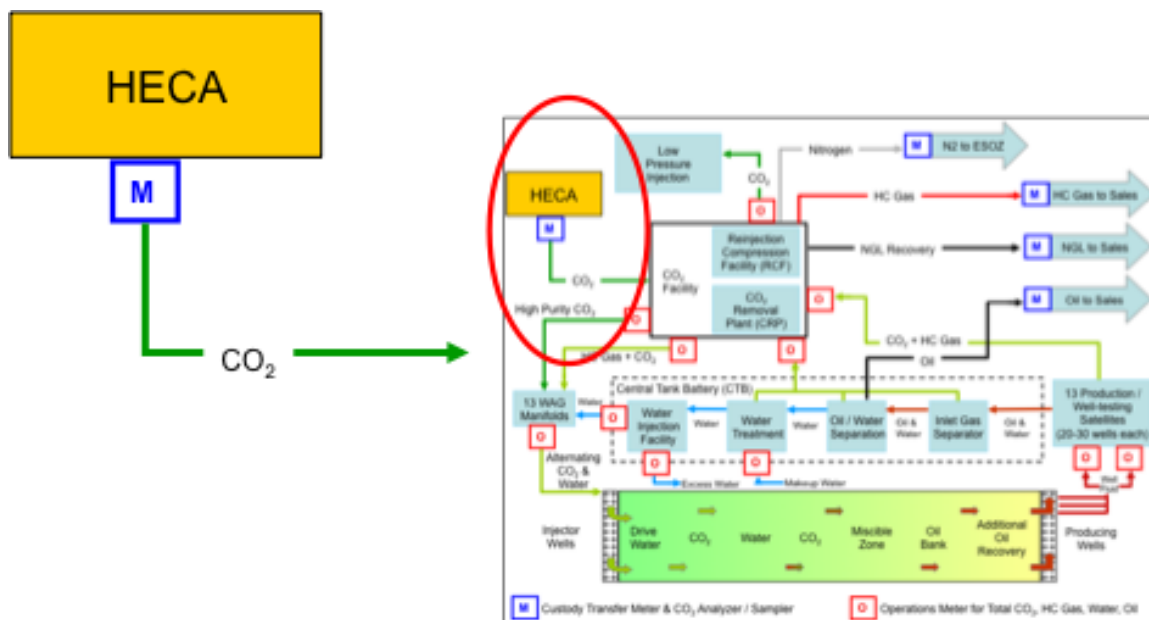 HECA
M
CO₂
Low
Pressure
Injection
Nitrogen
M
N2 to ESOZ
HECA
M
CO₂
O
HC Gas
M
HC Gas to Sales
CO₂
High Purity CO₂
O
CO₂
Facility
Reinjection
Compression
Facility (RCF)
NGL Recovery
M
NGL to Sales
CO₂
Removal
Plant (CRP)
O
M
Oil to Sales
HC Gas + CO₂
O
O
CO₂ + HC Gas
Oil
Central Tank Battery (CTB)
13 WAG
Manifolds
Water
O
Water
Injection
Facility
Water
Water
Treatment
Water
Oil / Water
Separation
Oil &
Water
Inlet Gas
Separator
Oil &
Water
13 Production /
Well-testing
Satellites
(20-30 wells each)
O
Alternating
CO₂ &
Water
O
Excess Water
O
Makeup Water
O
O
Well
Fluid
Injector
Wells
Drive
Water
CO₂
Water
CO₂
Miscible
Zone
Oil
Bank
Additional
Oil
Recovery
Producing
Wells
M
Custody Transfer Meter & CO₂ Analyzer / Sampler
O
Operations Meter for Total CO₂, HC Gas, Water, Oil